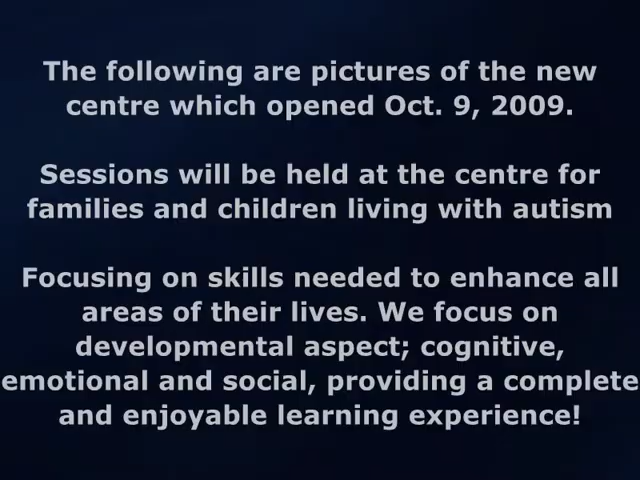 The following are pictures of the new
centre which opened Oct. 9, 2009.
Sessions will be held at the centre for
families and children living with autism
Focusing on skills needed to enhance all
areas of their lives. We focus on
developmental aspect; cognitive,
emotional and social, providing a complete
and enjoyable learning experience!